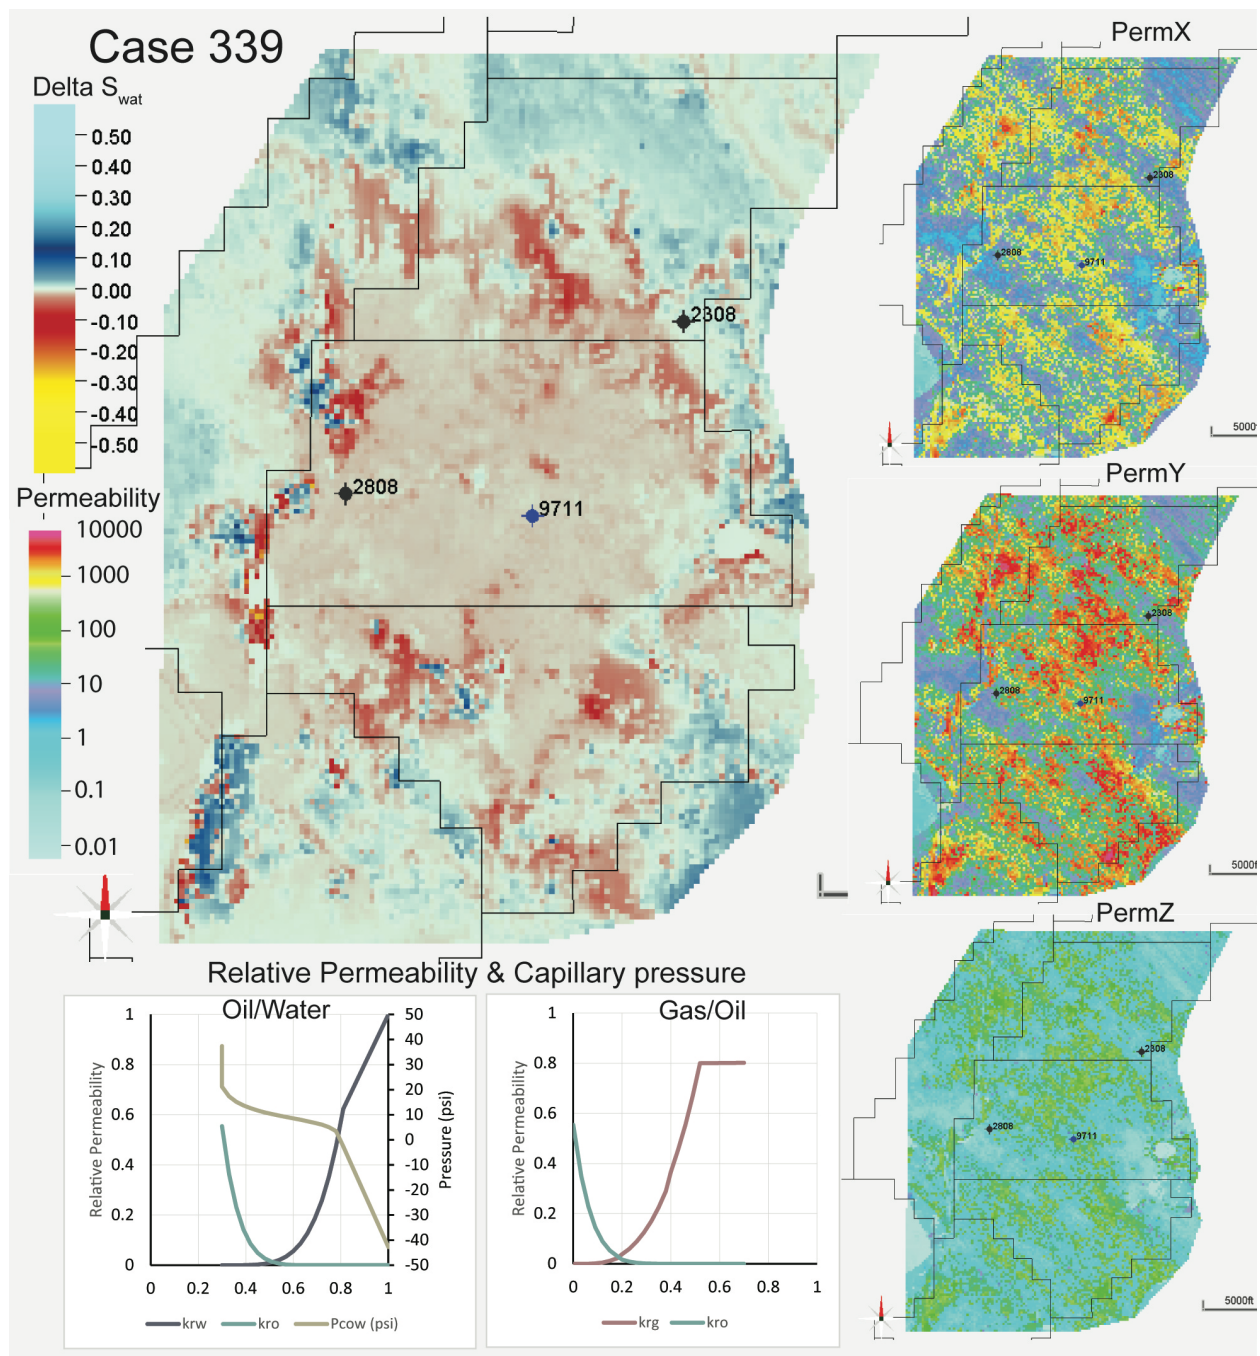 Case 339
Delta Swat
0.50
0.40
0.30
0.20
0.10
0.00
-0.10
-0.20
-0.30
-0.40
-0.50
Permeability
10000
1000
100
10
1
0.1
0.01
2308
2808
9711
PermX
2308
2808
9711
5000ft
PermY
2308
2808
9711
5000ft
PermZ
2308
2808
9711
5000ft
Relative Permeability & Capillary pressure
Oil/Water
Relative Permeability
1
0.8
0.6
0.4
0.2
0
0 0.2 0.4 0.6 0.8 1
50
40
30
20
10
0
-10
-20
-30
-40
-50
Pressure (psi)
krw kro Pcow (psi)
Gas/Oil
Relative Permeability
1
0.8
0.6
0.4
0.2
0
0 0.2 0.4 0.6 0.8 1
krg kro